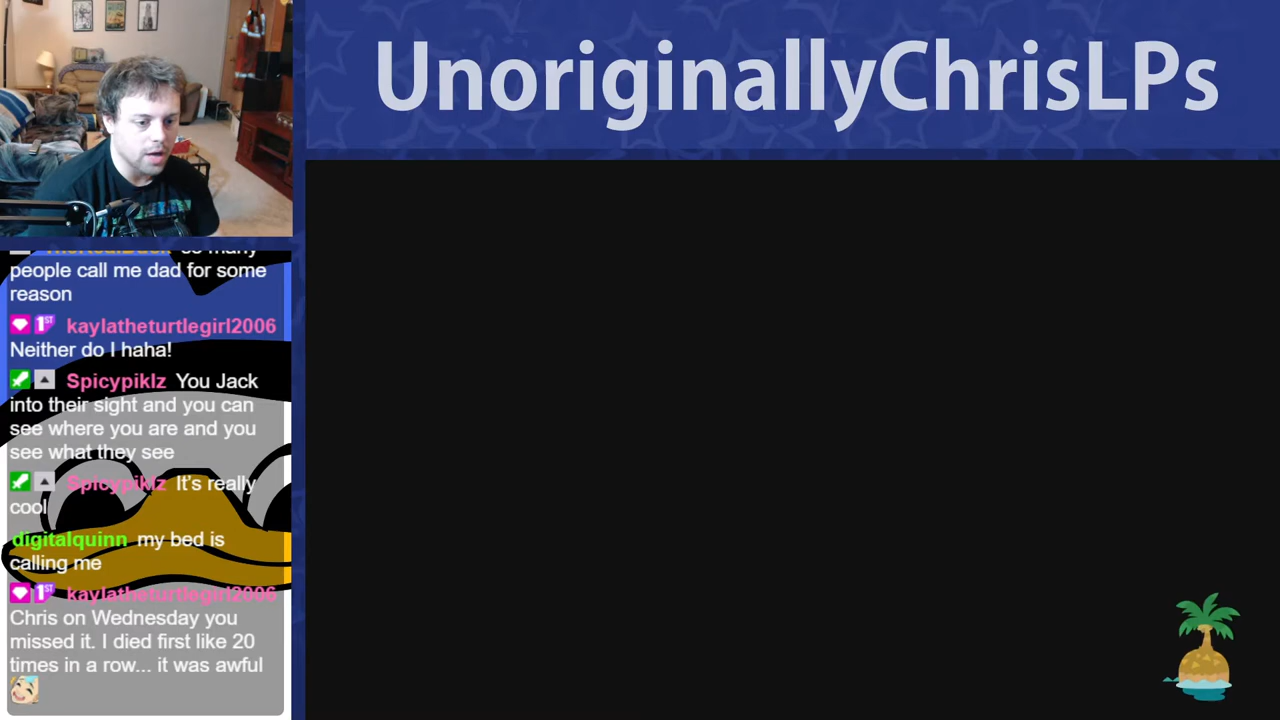 UnoriginallyChrisLPs
people call me dad for some
reason
1ST kaylatheturtlegirl2006
Neither do I haha!
Spicypiklz You Jack
into their sight and you can
see where you are and you
see what they see
Spicypiklz It's really
cool
digitalquinn my bed is
calling me
1ST kaylatheturtlegirl2006
Chris on Wednesday you
missed it. I died first like 20
times in a row... it was awful